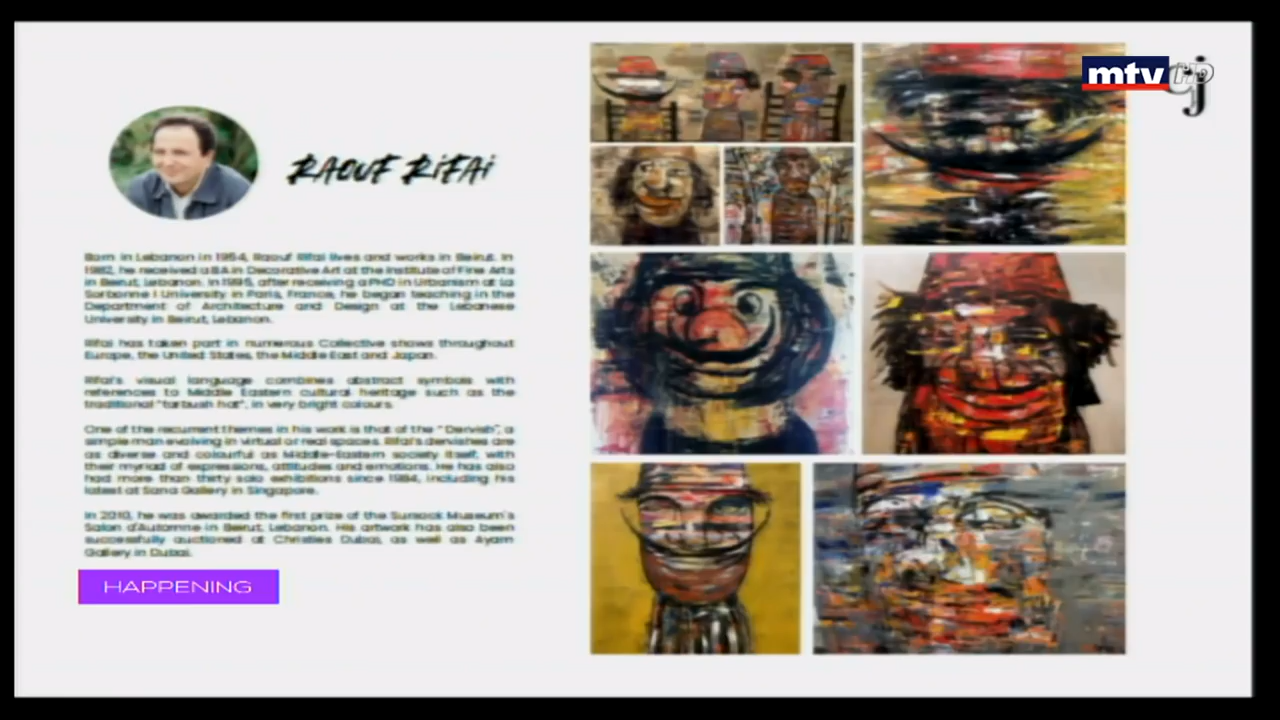 mtv HD
gj
RAOUF RIFAI
Born in Lebanon in 1954, Raouf Rifai lives and works in Beirut. In
1982, he received a BA in Decorative Art at the Institute of Fine Arts
in Beirut, Lebanon. In 1995, after receiving a PHD in Urbanism at La
Sorbonne I University in Paris, France, he began teaching in the
Department of Architecture and Design at the Lebanese
University in Beirut, Lebanon.
Rifai has taken part in numerous Collective shows throughout
Europe, the United States, the Middle East and Japan.
Rifai's visual language combines abstract symbols with
references to Middle Eastern cultural heritage such as the
traditional "tarbush hat", in very bright colours.
One of the recurrent themes in his work is that of the "Dervish", a
simple man evolving in virtual or real spaces. Rifai's dervishes are
as diverse and colourful as Middle-Eastern society itself, with
their myriad of expressions, attitudes and emotions. He has also
had more than thirty solo exhibitions since 1984, including his
latest at Sana Gallery in Singapore.
In 2010, he was awarded the first prize of the Sursock Museum's
Salon d'Automne in Beirut, Lebanon. His artwork has also been
successfully auctioned at Christies Dubai, as well as Ayam
Gallery in Dubai.
HAPPENING